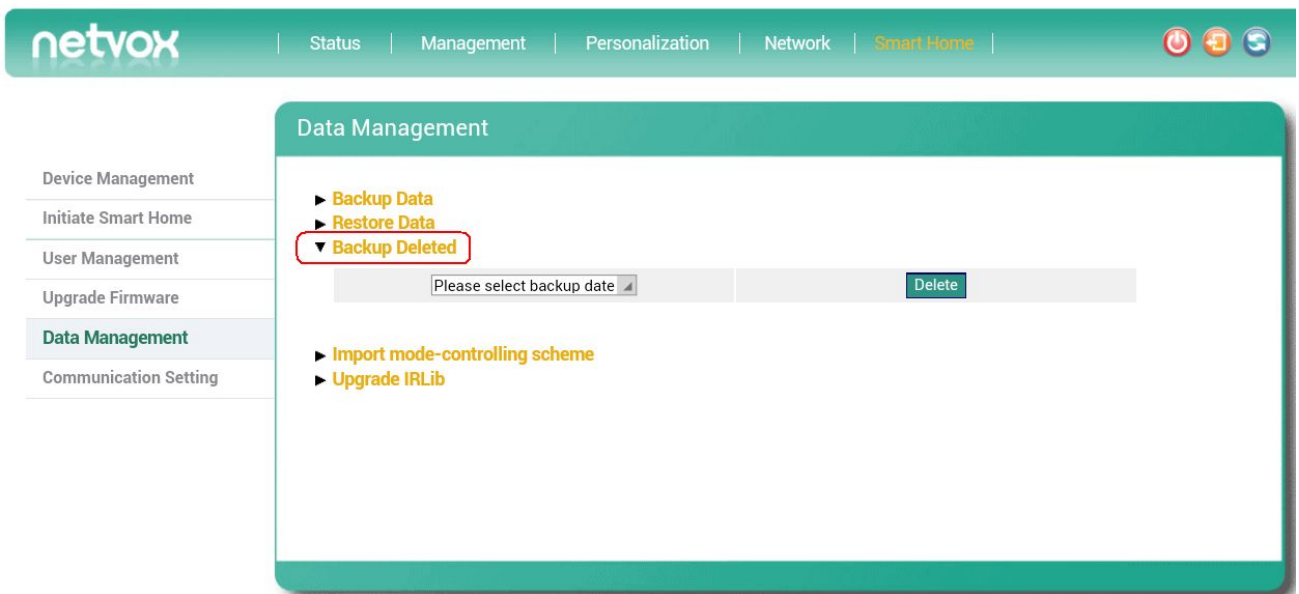 netvox
Status Management Personalization Network Smart Home
Data Management
Device Management
Initiate Smart Home
User Management
Upgrade Firmware
Data Management
Communication Setting
Backup Data
Restore Data
Backup Deleted
Please select backup date Delete
Import mode-controlling scheme
Upgrade IRLib